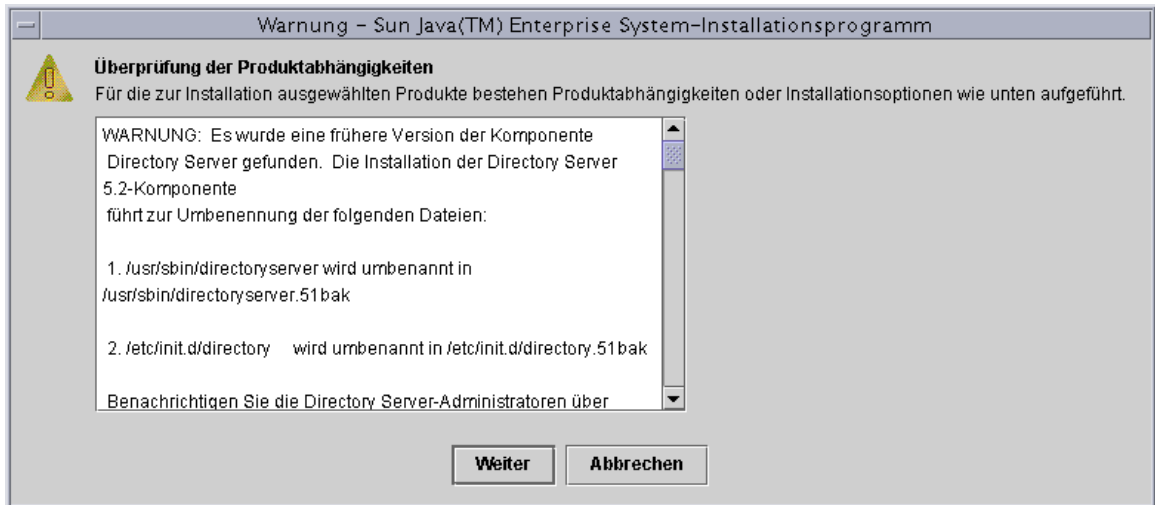 Warnung – Sun Java(TM) Enterprise System–Installationsprogramm
Überprüfung der Produktabhängigkeiten
Für die zur Installation ausgewählten Produkte bestehen Produktabhängigkeiten oder Installationsoptionen wie unten aufgeführt.
WARNUNG: Es wurde eine frühere Version der Komponente
Directory Server gefunden. Die Installation der Directory Server
5.2-Komponente
führt zur Umbenennung der folgenden Dateien:
1. /usr/sbin/directoryserver wird umbenannt in
/usr/sbin/directoryserver.51bak
2. /etc/init.d/directory wird umbenannt in /etc/init.d/directory.51bak
Benachrichtigen Sie die Directory Server-Administratoren über
Weiter Abbrechen